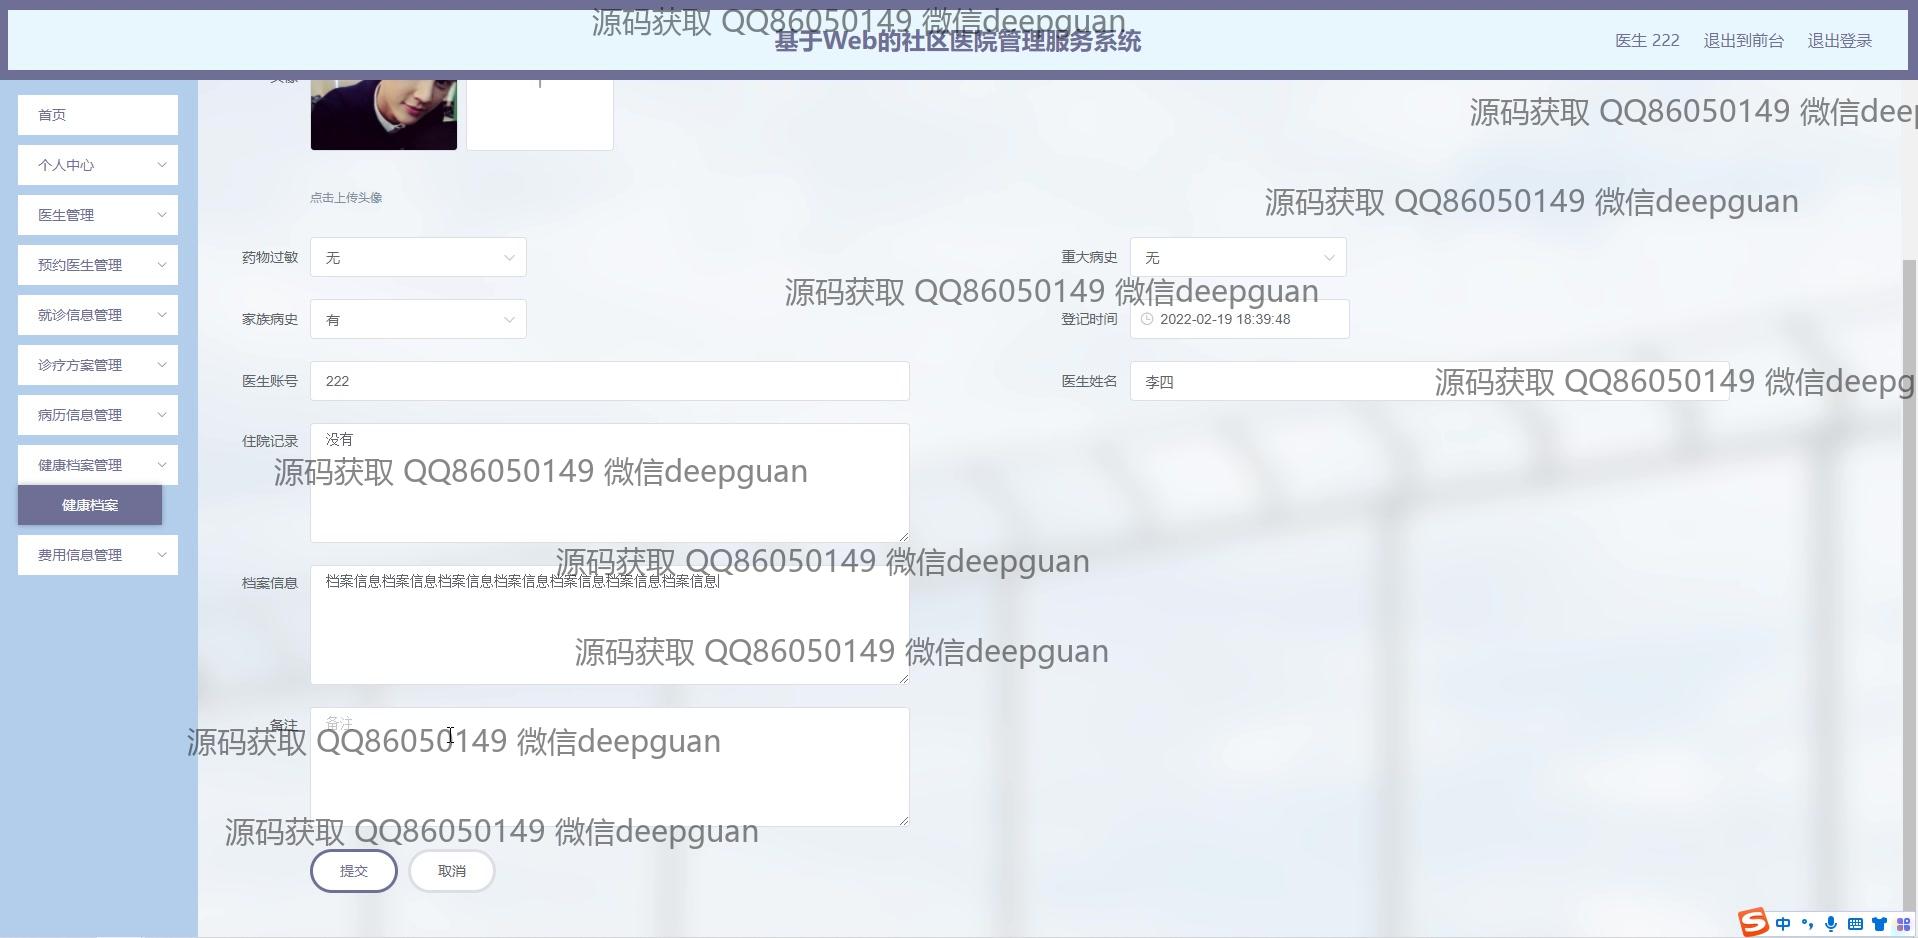 源码获取 QQ86050149 微信deepguan
基于Web的社区医院管理服务系统
医生 222
退出到前台
退出登录
首页
个人中心
医生管理
预约医生管理
就诊信息管理
诊疗方案管理
病历信息管理
健康档案管理
健康档案
费用信息管理
源码获取 QQ86050149 微信deep
点击上传头像
源码获取 QQ86050149 微信deepguan
药物过敏 无
重大病史 无
源码获取 QQ86050149 微信deepguan
家族病史 有
登记时间 2022-02-19 18:39:48
医生账号 222
医生姓名 李四
源码获取 QQ86050149 微信deepg
住院记录 没有
源码获取 QQ86050149 微信deepguan
源码获取 QQ86050149 微信deepguan
档案信息 档案信息档案信息档案信息档案信息档案信息档案信息档案信息
源码获取 QQ86050149 微信deepguan
备注 备注
源码获取 QQ86050149 微信deepguan
源码获取 QQ86050149 微信deepguan
提交
取消
中